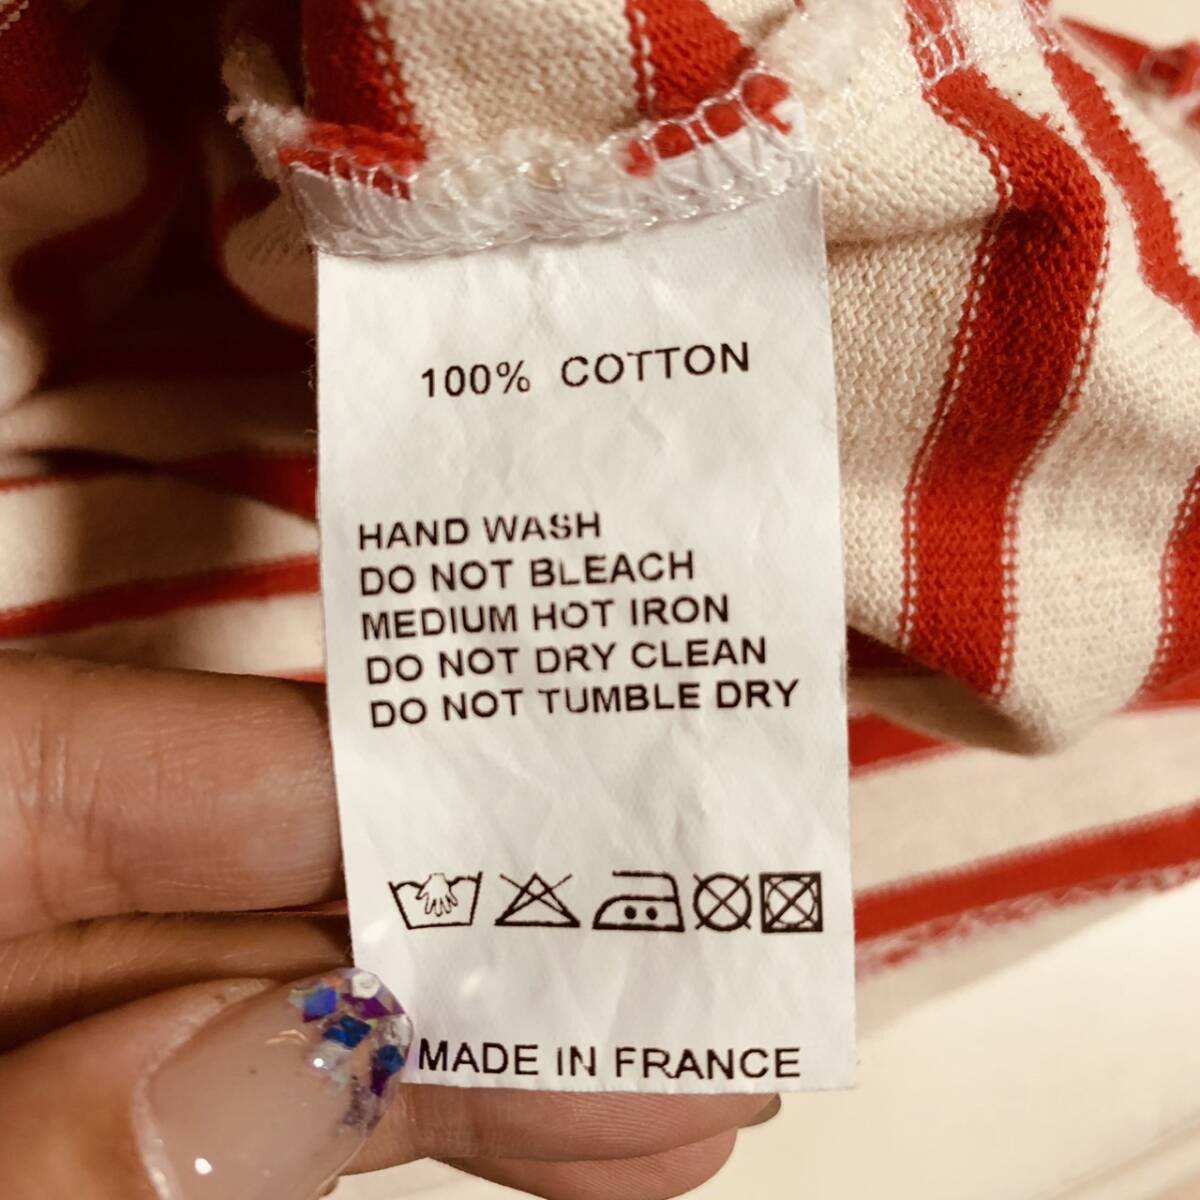 100% COTTON
HAND WASH
DO NOT BLEACH
MEDIUM HOT IRON
DO NOT DRY CLEAN
DO NOT TUMBLE DRY
MADE IN FRANCE